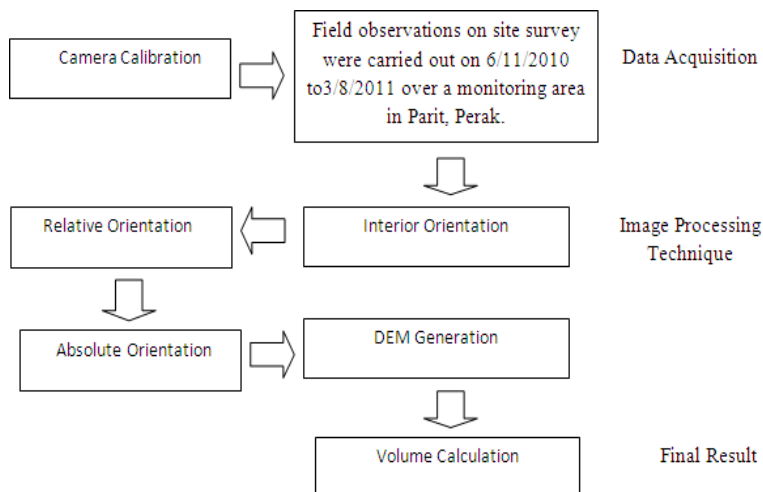 Camera Calibration
Field observations on site survey
were carried out on 6/11/2010
to3/8/2011 over a monitoring area
in Parit, Perak.
Data Acquisition
Relative Orientation
Interior Orientation
Image Processing
Technique
Absolute Orientation
DEM Generation
Volume Calculation
Final Result